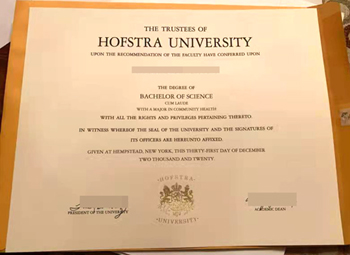 THE TRUSTEES OF
HOFSTRA UNIVERSITY
UPON THE RECOMMENDATION OF THE FACULTY HAVE CONFERRED UPON
THE DEGREE OF
BACHELOR OF SCIENCE
CUM LAUDE
WITH A MAJOR IN COMMUNITY HEALTH
WITH ALL THE RIGHTS AND PRIVILEGES PERTAINING THERETO.
IN WITNESS WHEREOF THE SEAL OF THE UNIVERSITY AND THE SIGNATURES OF
ITS OFFICERS ARE HEREUNTO AFFIXED.
GIVEN AT HEMPSTEAD, NEW YORK, THIS THIRTY-FIRST DAY OF DECEMBER
TWO THOUSAND AND TWENTY
HOFSTRA
UNIVERSITY
PRESIDENT OF THE UNIVERSITY
ACADEMIC DEAN